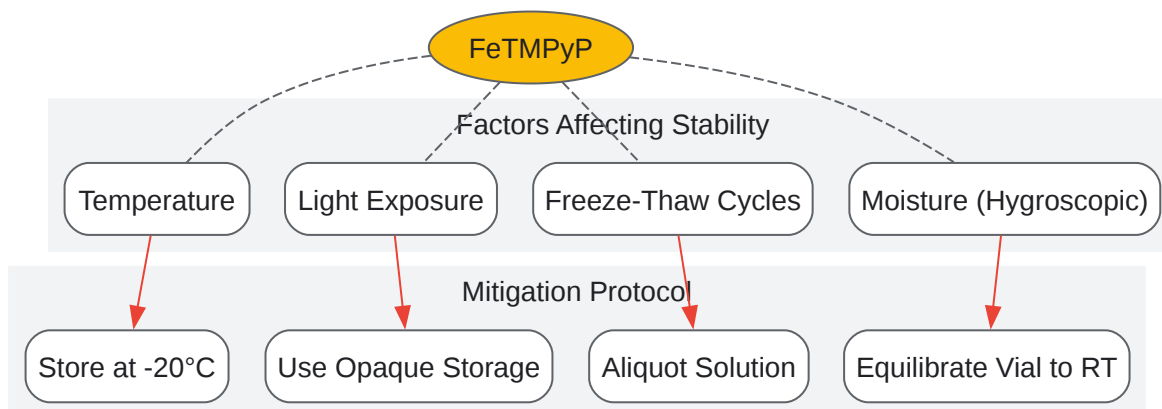 FeTMPyP
Factors Affecting Stability
Temperature
Light Exposure
Freeze-Thaw Cycles
Moisture (Hygroscopic)
Mitigation Protocol
Store at -20°C
Use Opaque Storage
Aliquot Solution
Equilibrate Vial to RT